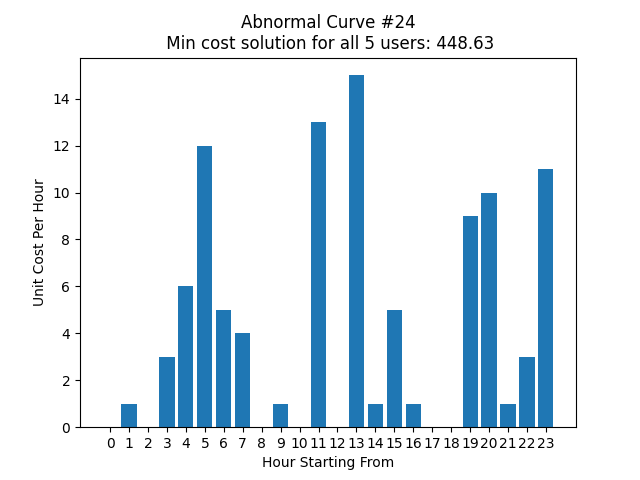 Abnormal Curve #24
Min cost solution for all 5 users: 448.63
Unit Cost Per Hour
14
12
10
8
6
4
2
0
0 1 2 3 4 5 6 7 8 9 10 11 12 13 14 15 16 17 18 19 20 21 22 23
Hour Starting From